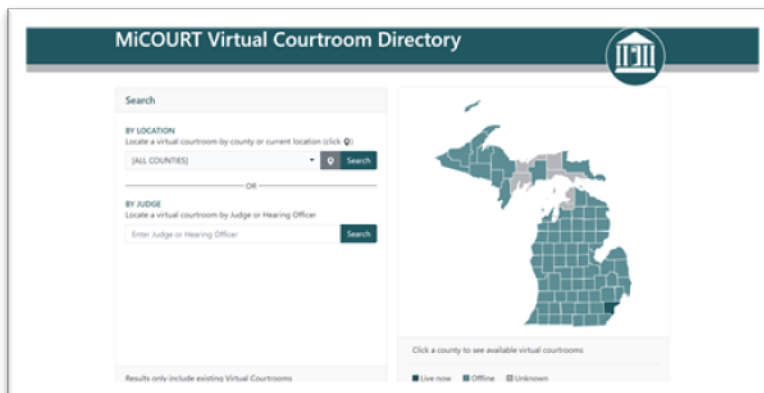 MiCOURT Virtual Courtroom Directory
Search
BY LOCATION
Locate a virtual courtroom by county or current location (click )
[ALL COUNTIES]
Search
OR
BY JUDGE
Locate a virtual courtroom by Judge or Hearing Officer
Enter Judge or Hearing Officer
Search
Results only include existing Virtual Courtrooms
Click a county to see available virtual courtrooms
Live now Offline Unknown